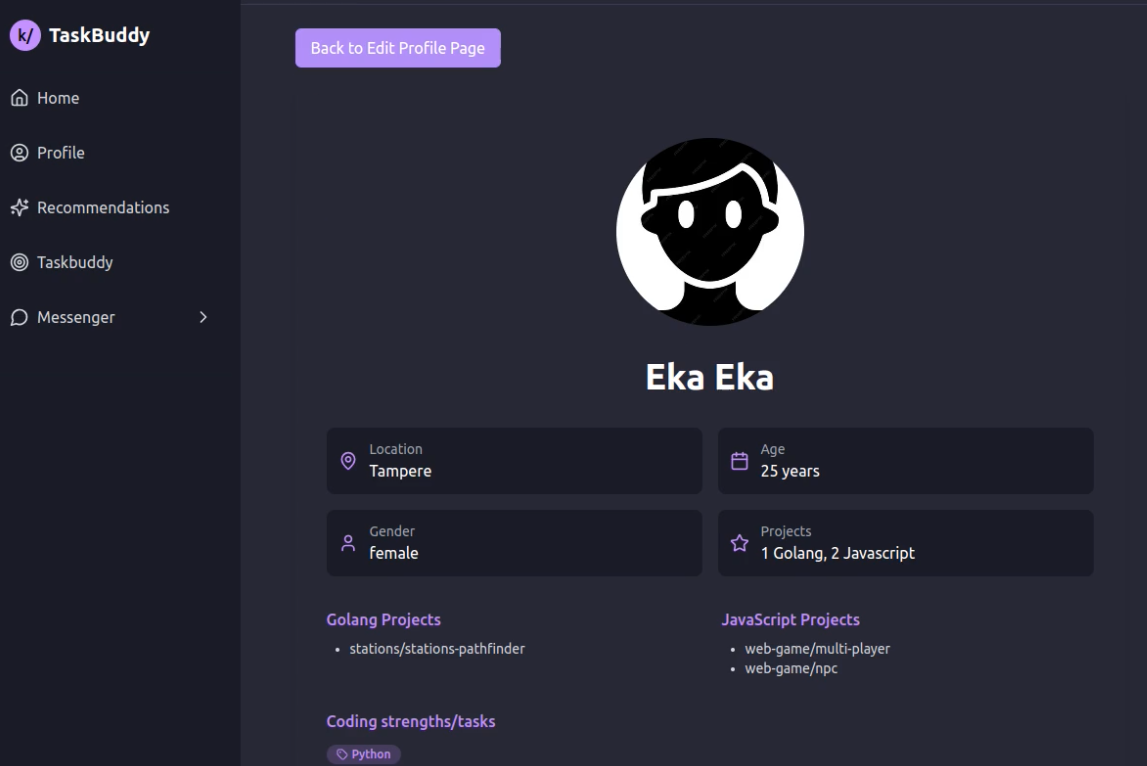 k/ TaskBuddy
Home
Profile
Recommendations
Taskbuddy
Messenger
Back to Edit Profile Page
Eka Eka
Location
Tampere
Age
25 years
Gender
female
Projects
1 Golang, 2 Javascript
Golang Projects
stations/stations-pathfinder
JavaScript Projects
web-game/multi-player
web-game/npc
Coding strengths/tasks
Python